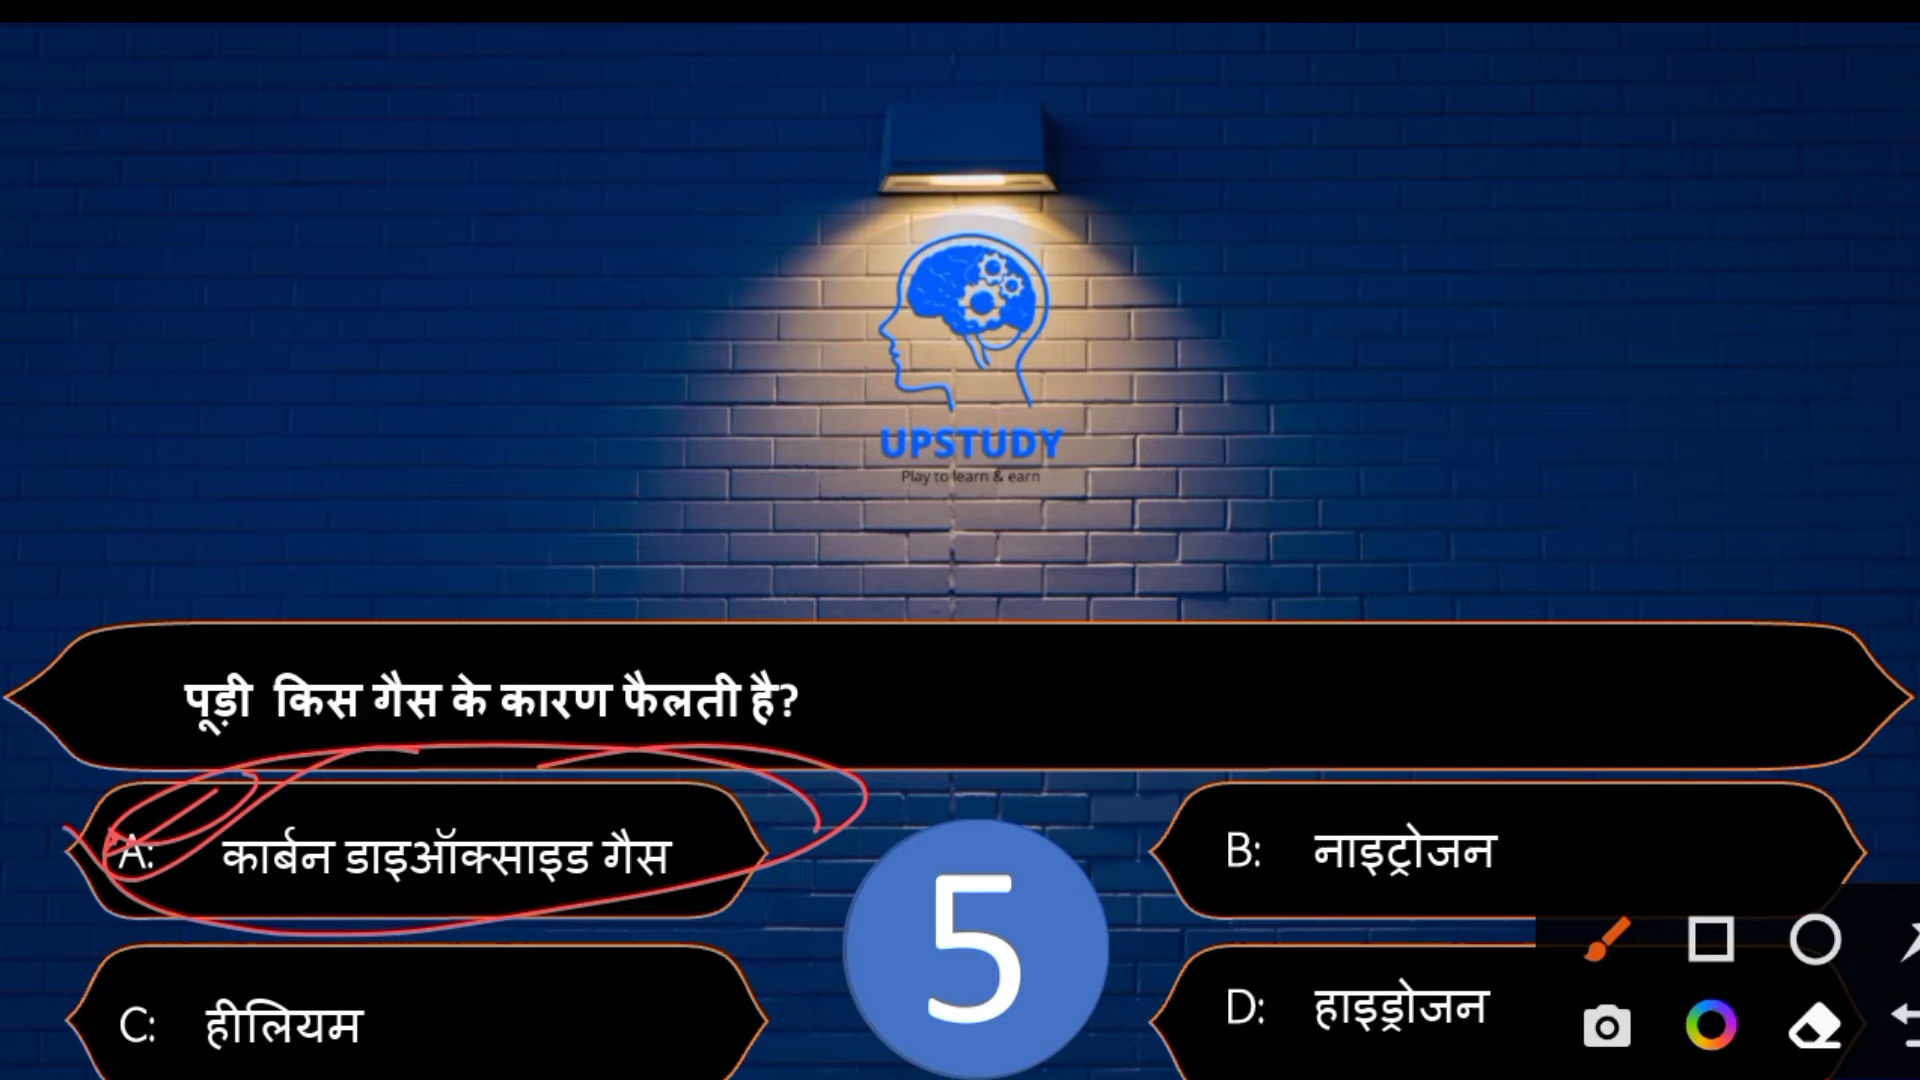 UPSTUDY
Play to learn & earn
पूड़ी किस गैस के कारण फैलती है?
A: कार्बन डाइऑक्साइड गैस
B: नाइट्रोजन
5
C: हीलियम
D: हाइड्रोजन